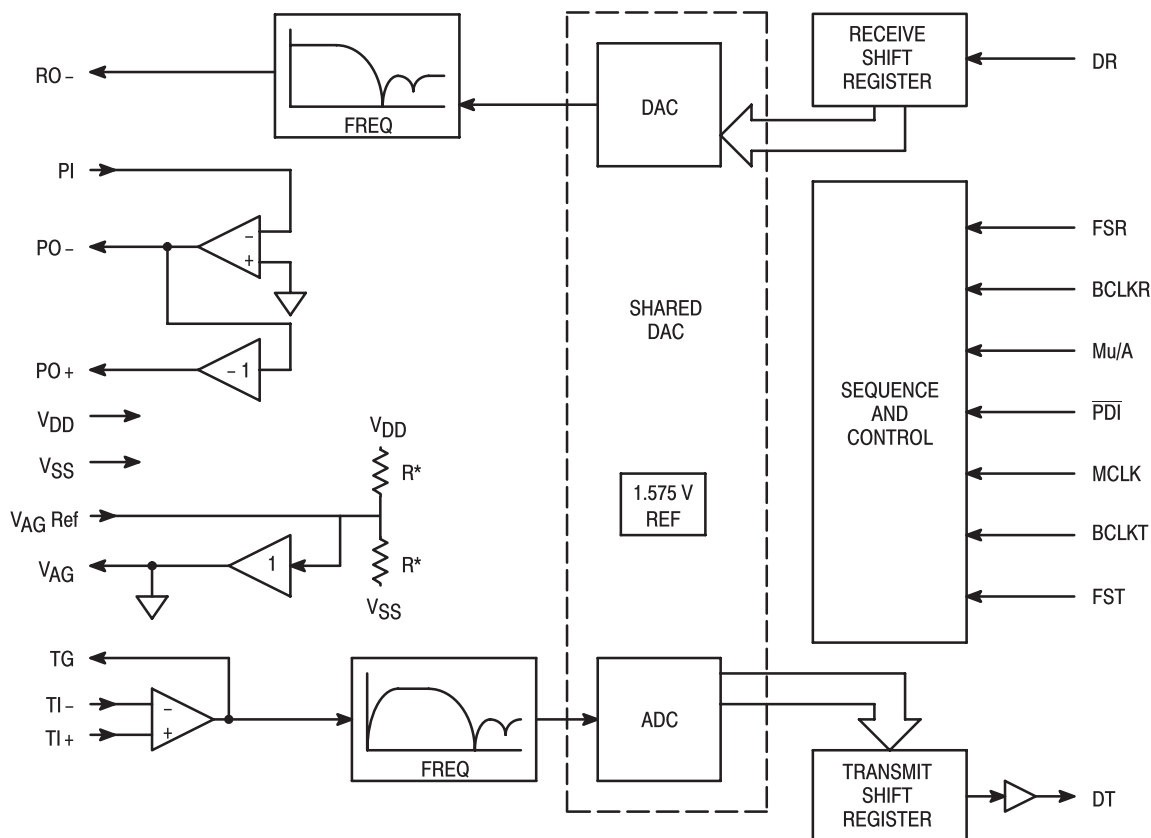 RO–
FREQ
DAC
RECEIVE
SHIFT
REGISTER
DR
PI
PO–
–
+
PO+
– 1
VDD
VSS
VAG Ref
VAG
1
VDD
R*
R*
VSS
SHARED
DAC
1.575 V
REF
SEQUENCE
AND
CONTROL
FSR
BCLKR
Mu/A
P̅D̅I̅
MCLK
BCLKT
FST
TG
TI–
TI+
–
+
FREQ
ADC
TRANSMIT
SHIFT
REGISTER
DT